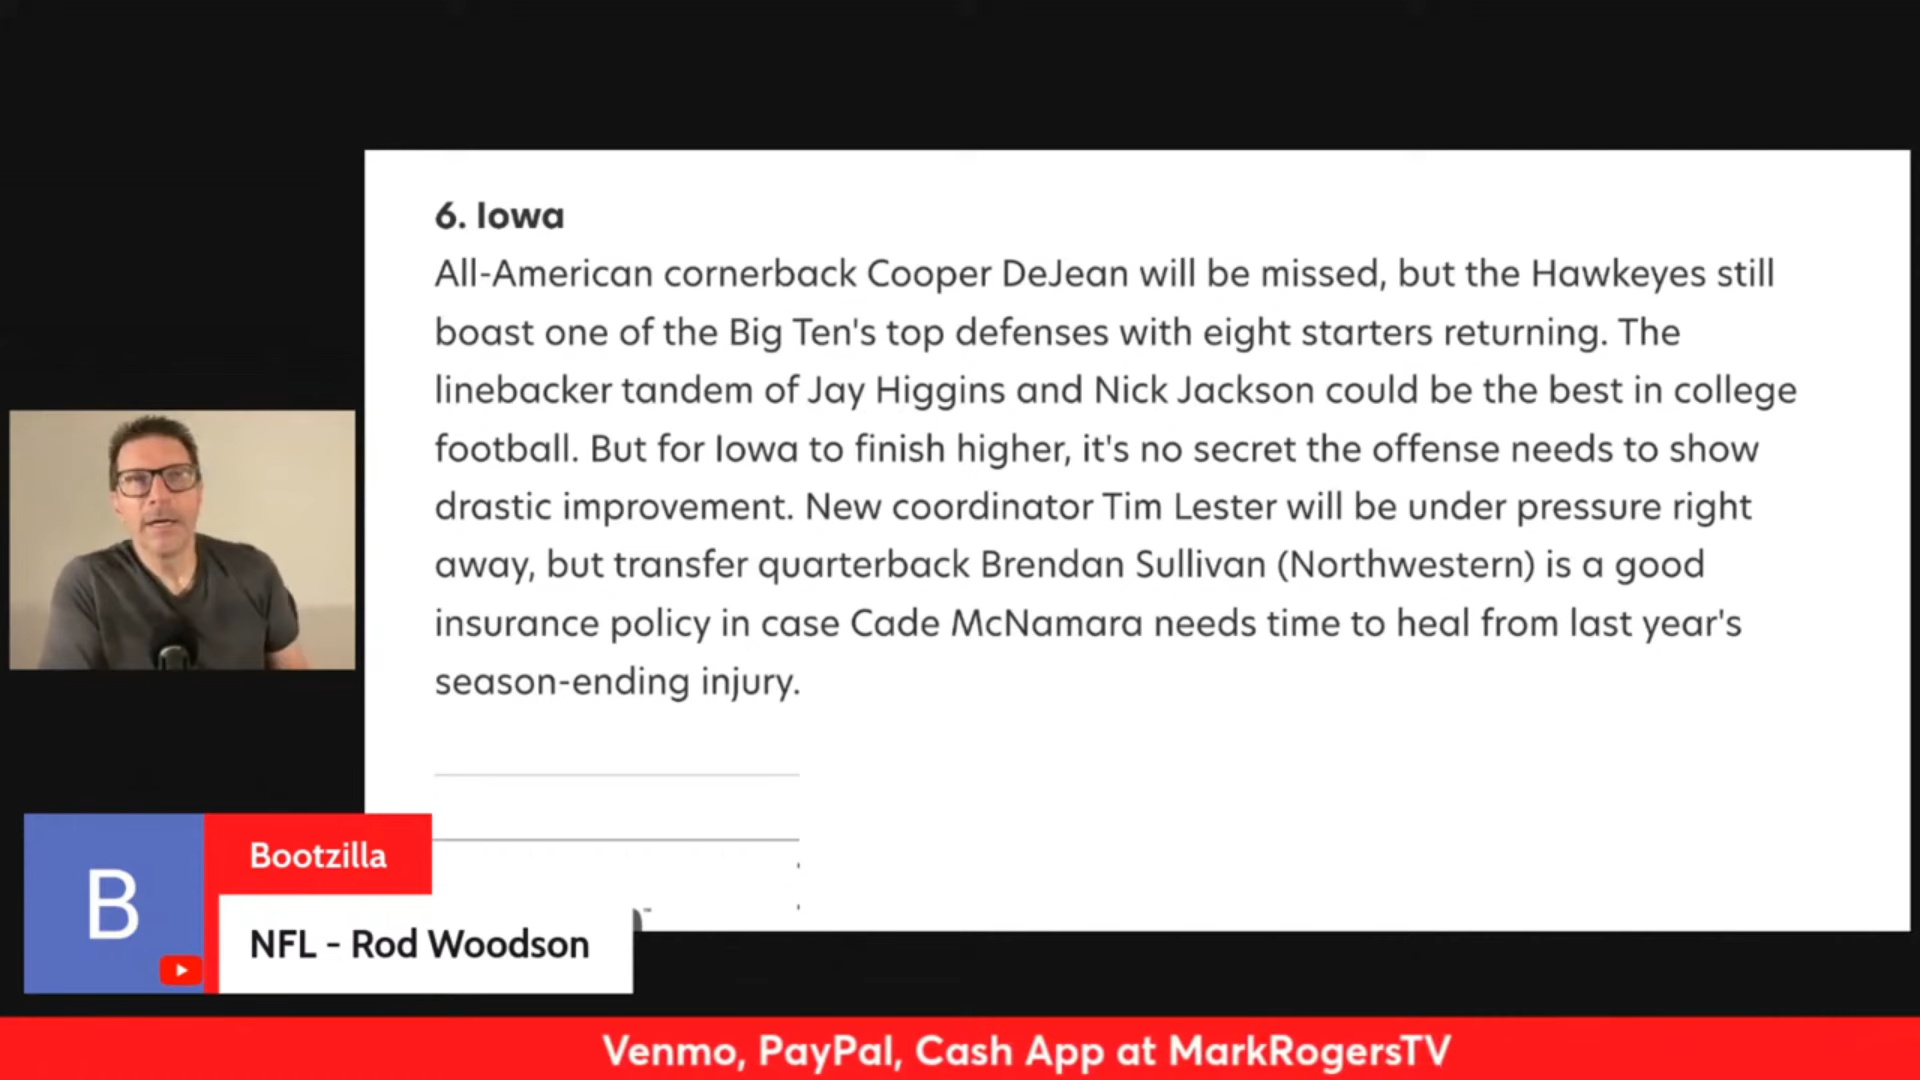 6. Iowa
All-American cornerback Cooper DeJean will be missed, but the Hawkeyes still
boast one of the Big Ten's top defenses with eight starters returning. The
linebacker tandem of Jay Higgins and Nick Jackson could be the best in college
football. But for Iowa to finish higher, it's no secret the offense needs to show
drastic improvement. New coordinator Tim Lester will be under pressure right
away, but transfer quarterback Brendan Sullivan (Northwestern) is a good
insurance policy in case Cade McNamara needs time to heal from last year's
season-ending injury.
B
Bootzilla
NFL - Rod Woodson
Venmo, PayPal, Cash App at MarkRogersTV